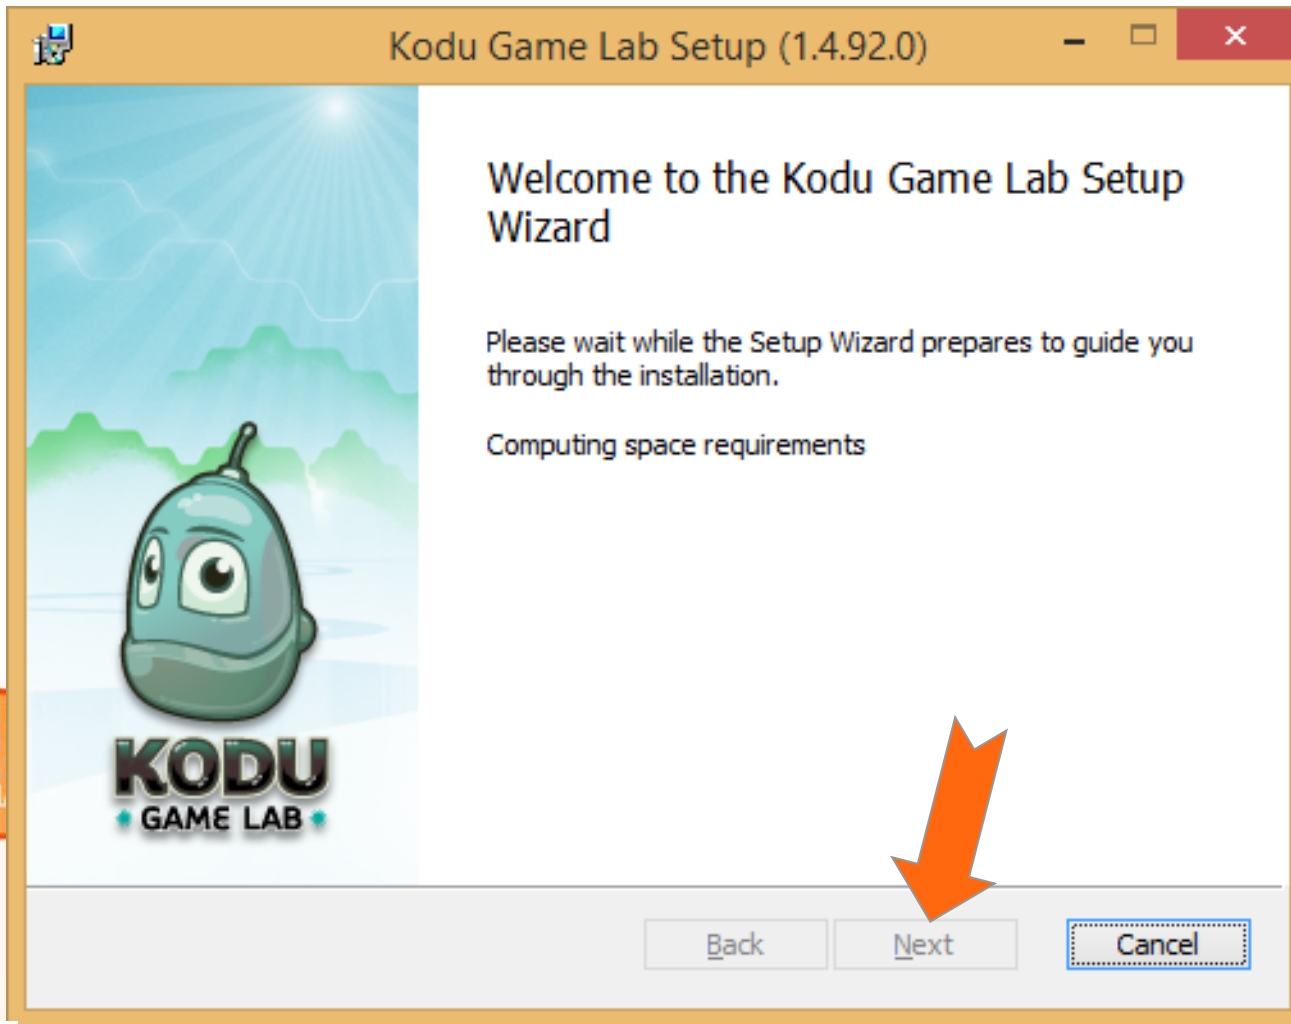 Kodu Game Lab Setup (1.4.92.0)
Welcome to the Kodu Game Lab Setup
Wizard
Please wait while the Setup Wizard prepares to guide you
through the installation.
Computing space requirements
KODU
GAME LAB
Back
Next
Cancel